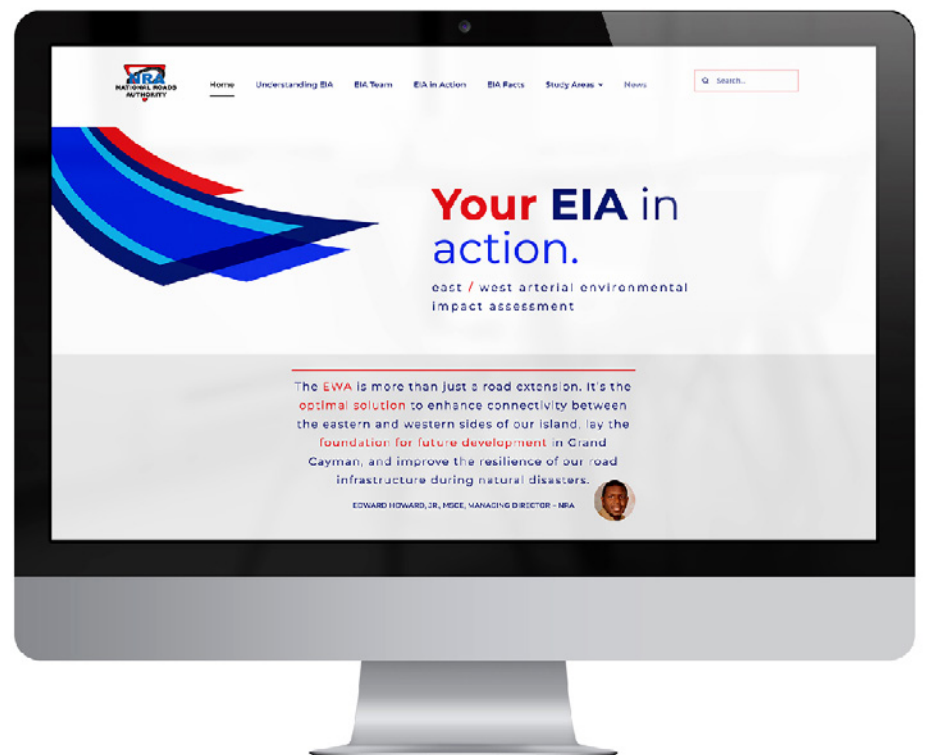 NRA
NATIONAL ROADS
AUTHORITY
Home Understanding EIA EIA Team EIA in Action EIA Facts Study Areas News
Search...
Your EIA in
action.
east / west arterial environmental
impact assessment
The EWA is more than just a road extension. It's the
optimal solution to enhance connectivity between
the eastern and western sides of our island, lay the
foundation for future development in Grand
Cayman, and improve the resilience of our road
infrastructure during natural disasters.
EDWARD HOWARD, JR., MSCE, MANAGING DIRECTOR - NRA